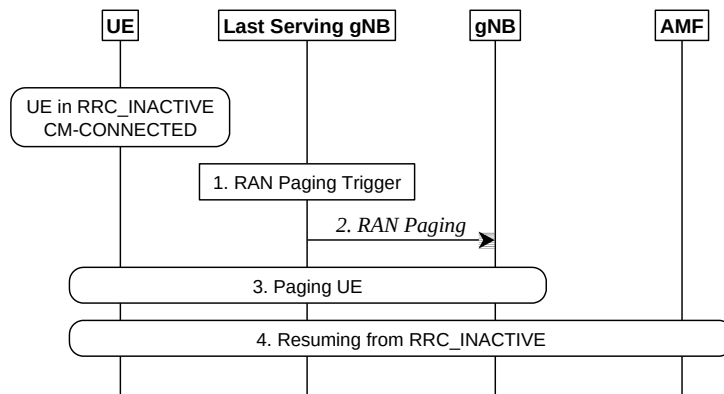 UE
Last Serving gNB
gNB
AMF
UE in RRC_INACTIVE
CM-CONNECTED
1. RAN Paging Trigger
2. RAN Paging
3. Paging UE
4. Resuming from RRC_INACTIVE